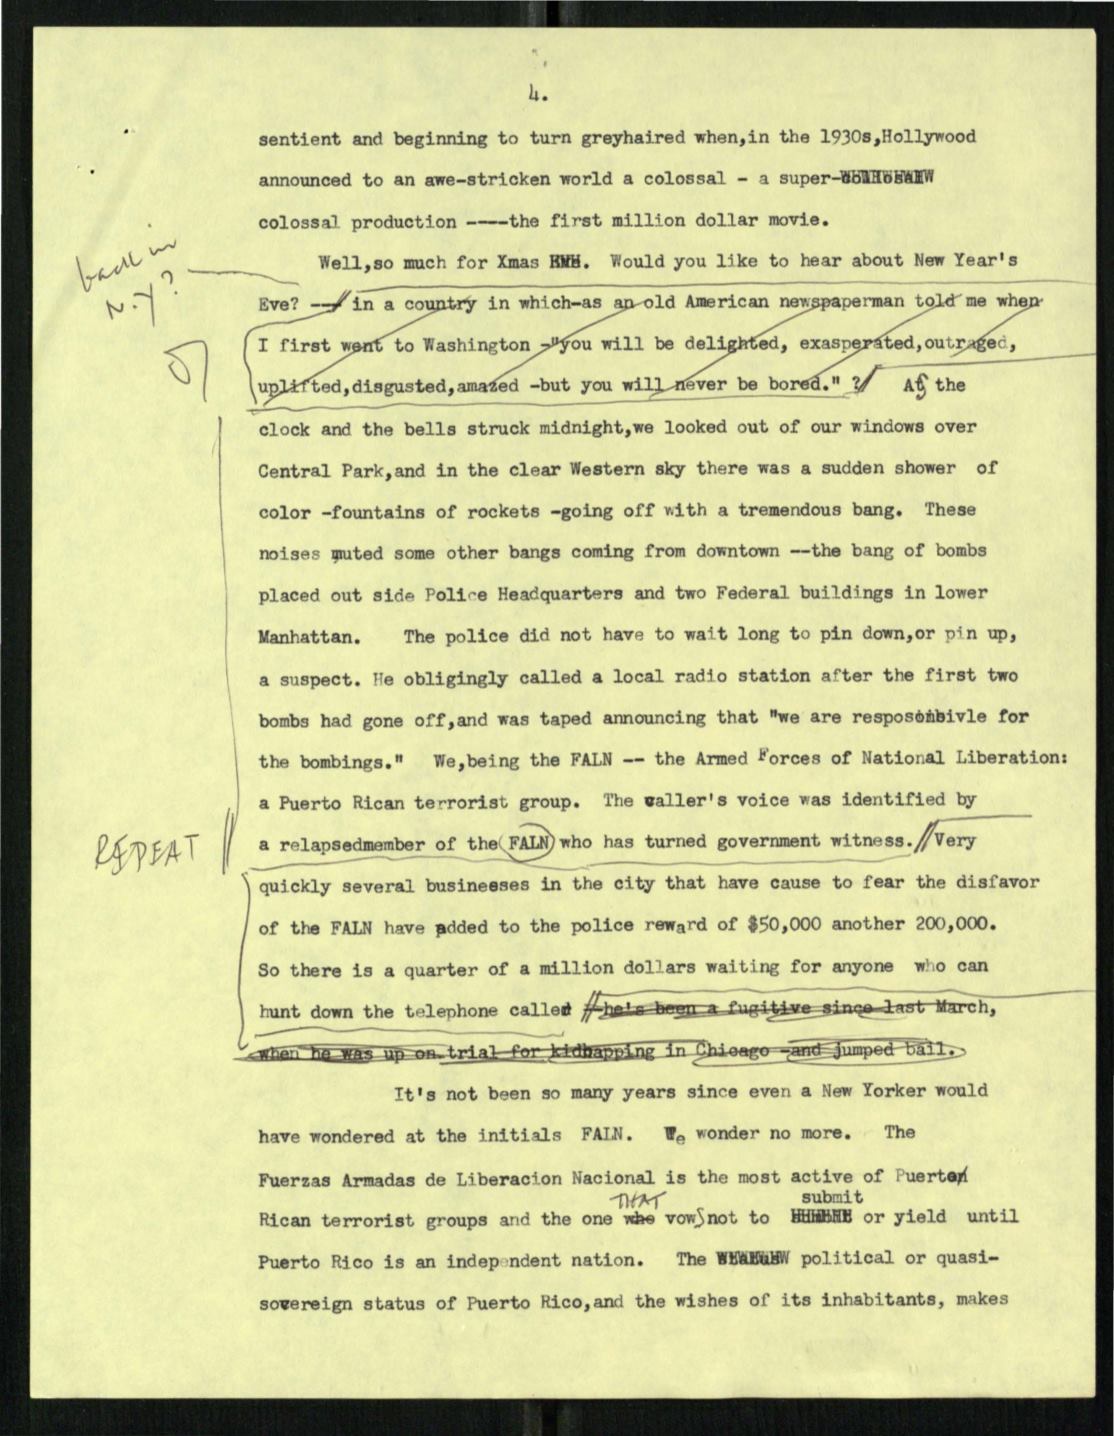 4.
sentient and beginning to turn greyhaired when,in the 1930s,Hollywood
announced to an awe-stricken world a colossal - a super-
colossal production ----the first million dollar movie.
back in
N.Y?
Well,so much for Xmas . Would you like to hear about New Year's
Eve? --- in a country in which-as an old American newspaperman told me when
I first went to Washington -"you will be delighted, exasperated,outraged,
uplifted,disgusted,amazed -but you will never be bored." ? As the
clock and the bells struck midnight,we looked out of our windows over
Central Park,and in the clear Western sky there was a sudden shower of
color -fountains of rockets -going off with a tremendous bang. These
noises muted some other bangs coming from downtown --the bang of bombs
placed out side Police Headquarters and two Federal buildings in lower
Manhattan. The police did not have to wait long to pin down,or pin up,
a suspect. He obligingly called a local radio station after the first two
bombs had gone off,and was taped announcing that "we are for
the bombings." We,being the FALN -- the Armed Forces of National Liberation:
a Puerto Rican terrorist group. The caller's voice was identified by
REPEAT
a relapsedmember of the FALN who has turned government witness.//Very
quickly several busineeses in the city that have cause to fear the disfavor
of the FALN have added to the police reward of $50,000 another 200,000.
So there is a quarter of a million dollars waiting for anyone who can
hunt down the telephone caller //-he's been a fugitive since last March,
when he was up on trial for kidnapping in Chicago -and jumped bail.
It's not been so many years since even a New Yorker would
have wondered at the initials FALN. We wonder no more. The
Fuerzas Armadas de Liberacion Nacional is the most active of Puerto
THAT submit
Rican terrorist groups and the one who vows not to or yield until
Puerto Rico is an independent nation. The political or quasi-
sovereign status of Puerto Rico,and the wishes of its inhabitants, makes